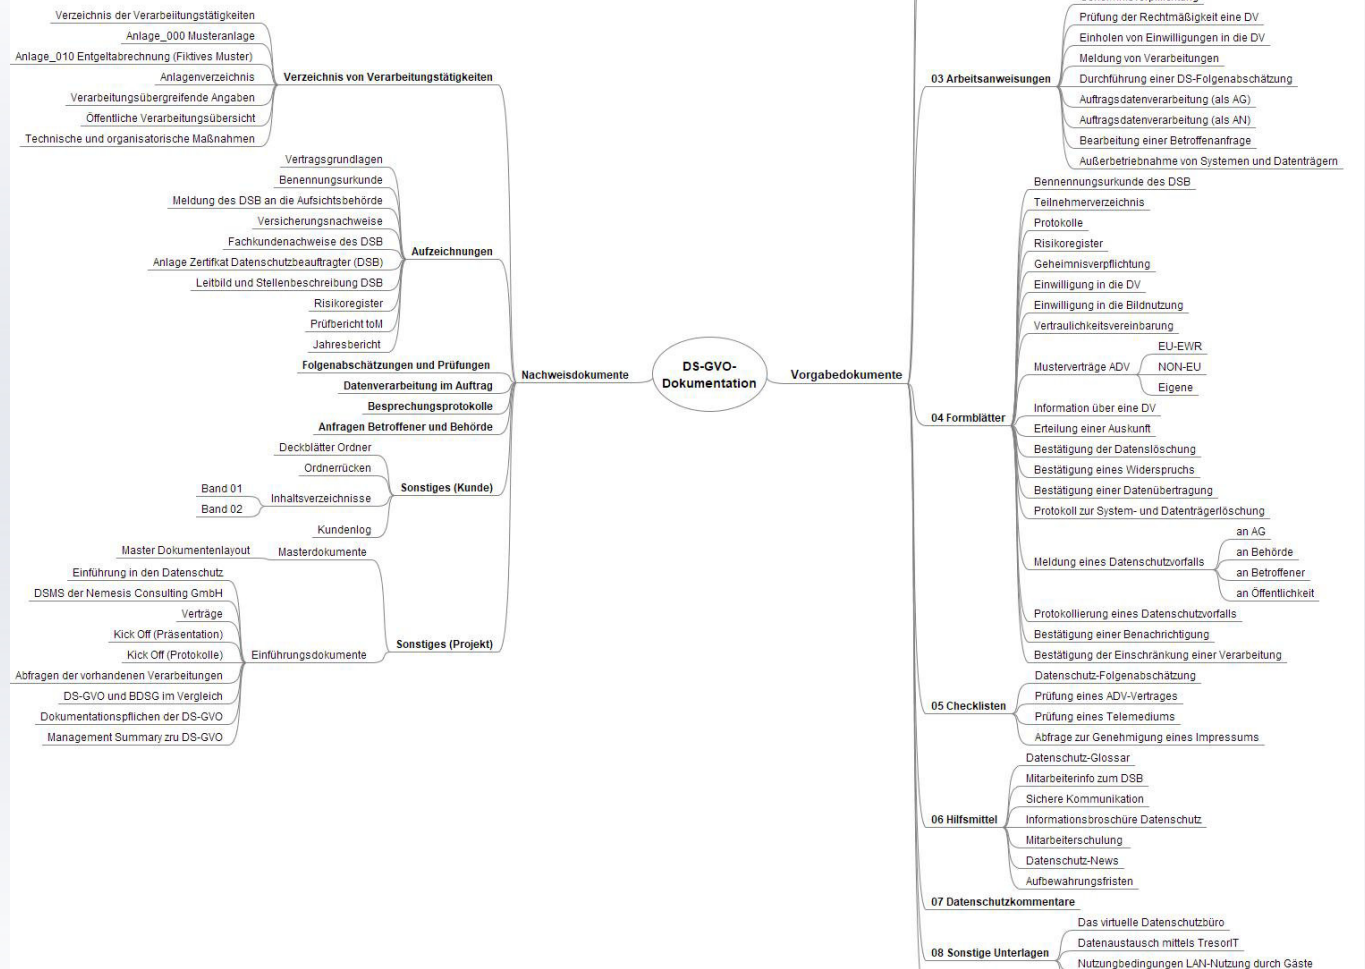 Verzeichnis der Verarbeiitungstätigkeiten
Anlage_000 Musteranlage
Anlage_010 Entgeltabrechnung (Fiktives Muster)
Anlagenverzeichnis
Verarbeitungsübergreifende Angaben
Öffentliche Verarbeitungsübersicht
Technische und organisatorische Maßnahmen
Verzeichnis von Verarbeitungstätigkeiten
Vertragsgrundlagen
Benennungsurkunde
Meldung des DSB an die Aufsichtsbehörde
Versicherungsnachweise
Fachkundenachweise des DSB
Anlage Zertifkat Datenschutzbeauftragter (DSB)
Leitbild und Stellenbeschreibung DSB
Risikoregister
Prüfbericht toM
Jahresbericht
Aufzeichnungen
Folgenabschätzungen und Prüfungen
Datenverarbeitung im Auftrag
Besprechungsprotokolle
Anfragen Betroffener und Behörde
Deckblätter Ordner
Ordnerrücken
Band 01
Band 02
Inhaltsverzeichnisse
Kundenlog
Sonstiges (Kunde)
Master Dokumentenlayout
Masterdokumente
Einführung in den Datenschutz
DSMS der Nemesis Consulting GmbH
Verträge
Kick Off (Präsentation)
Kick Off (Protokolle)
Abfragen der vorhandenen Verarbeitungen
DS-GVO und BDSG im Vergleich
Dokumentationspflichen der DS-GVO
Management Summary zru DS-GVO
Einführungsdokumente
Sonstiges (Projekt)
Nachweisdokumente
DS-GVO-
Dokumentation
Vorgabedokumente
03 Arbeitsanweisungen
Prüfung der Rechtmäßigkeit eine DV
Einholen von Einwilligungen in die DV
Meldung von Verarbeitungen
Durchführung einer DS-Folgenabschätzung
Auftragsdatenverarbeitung (als AG)
Auftragsdatenverarbeitung (als AN)
Bearbeitung einer Betroffenanfrage
Außerbetriebnahme von Systemen und Datenträgern
04 Formblätter
Bennennungsurkunde des DSB
Teilnehmerverzeichnis
Protokolle
Risikoregister
Geheimnisverpflichtung
Einwilligung in die DV
Einwilligung in die Bildnutzung
Vertraulichkeitsvereinbarung
Musterverträge ADV
EU-EWR
NON-EU
Eigene
Information über eine DV
Erteilung einer Auskunft
Bestätigung der Datenslöschung
Bestätigung eines Widerspruchs
Bestätigung einer Datenübertragung
Protokoll zur System- und Datenträgerlöschung
Meldung eines Datenschutzvorfalls
an AG
an Behörde
an Betroffener
an Öffentlichkeit
Protokollierung eines Datenschutzvorfalls
Bestätigung einer Benachrichtigung
Bestätigung der Einschränkung einer Verarbeitung
05 Checklisten
Datenschutz-Folgenabschätzung
Prüfung eines ADV-Vertrages
Prüfung eines Telemediums
Abfrage zur Genehmigung eines Impressums
06 Hilfsmittel
Datenschutz-Glossar
Mitarbeiterinfo zum DSB
Sichere Kommunikation
Informationsbroschüre Datenschutz
Mitarbeiterschulung
Datenschutz-News
Aufbewahrungsfristen
07 Datenschutzkommentare
08 Sonstige Unterlagen
Das virtuelle Datenschutzbüro
Datenaustausch mittels TresorIT
Nutzungbedingungen LAN-Nutzung durch Gäste